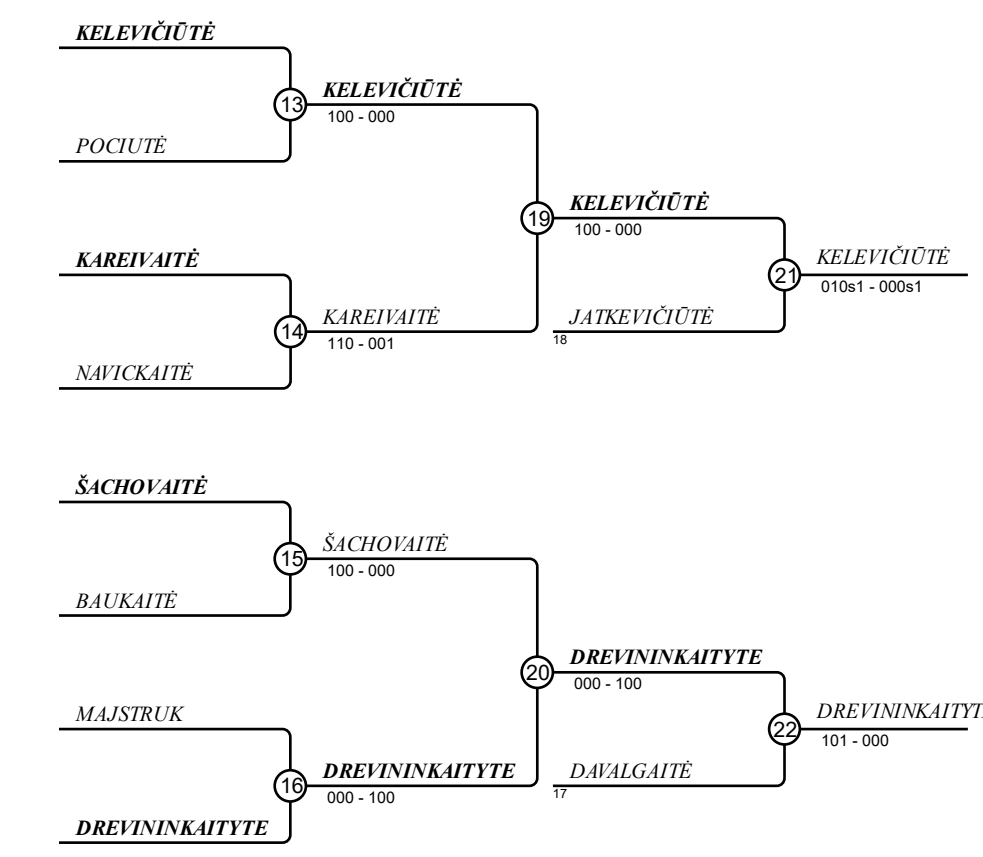 KELEVIČIŪTĖ
13
KELEVIČIŪTĖ
100 - 000
POCIUTĖ
19
KELEVIČIŪTĖ
100 - 000
KAREIVAITĖ
21
KELEVIČIŪTĖ
010s1 - 000s1
14
KAREIVAITĖ
110 - 001
JATKEVIČIŪTĖ
18
NAVICKAITĖ
ŠACHOVAITĖ
15
ŠACHOVAITĖ
100 - 000
BAUKAITĖ
20
DREVININKAITYTE
000 - 100
MAJSTRUK
22
DREVININKAITYT
101 - 000
16
DREVININKAITYTE
000 - 100
DAVALGAITĖ
17
DREVININKAITYTE